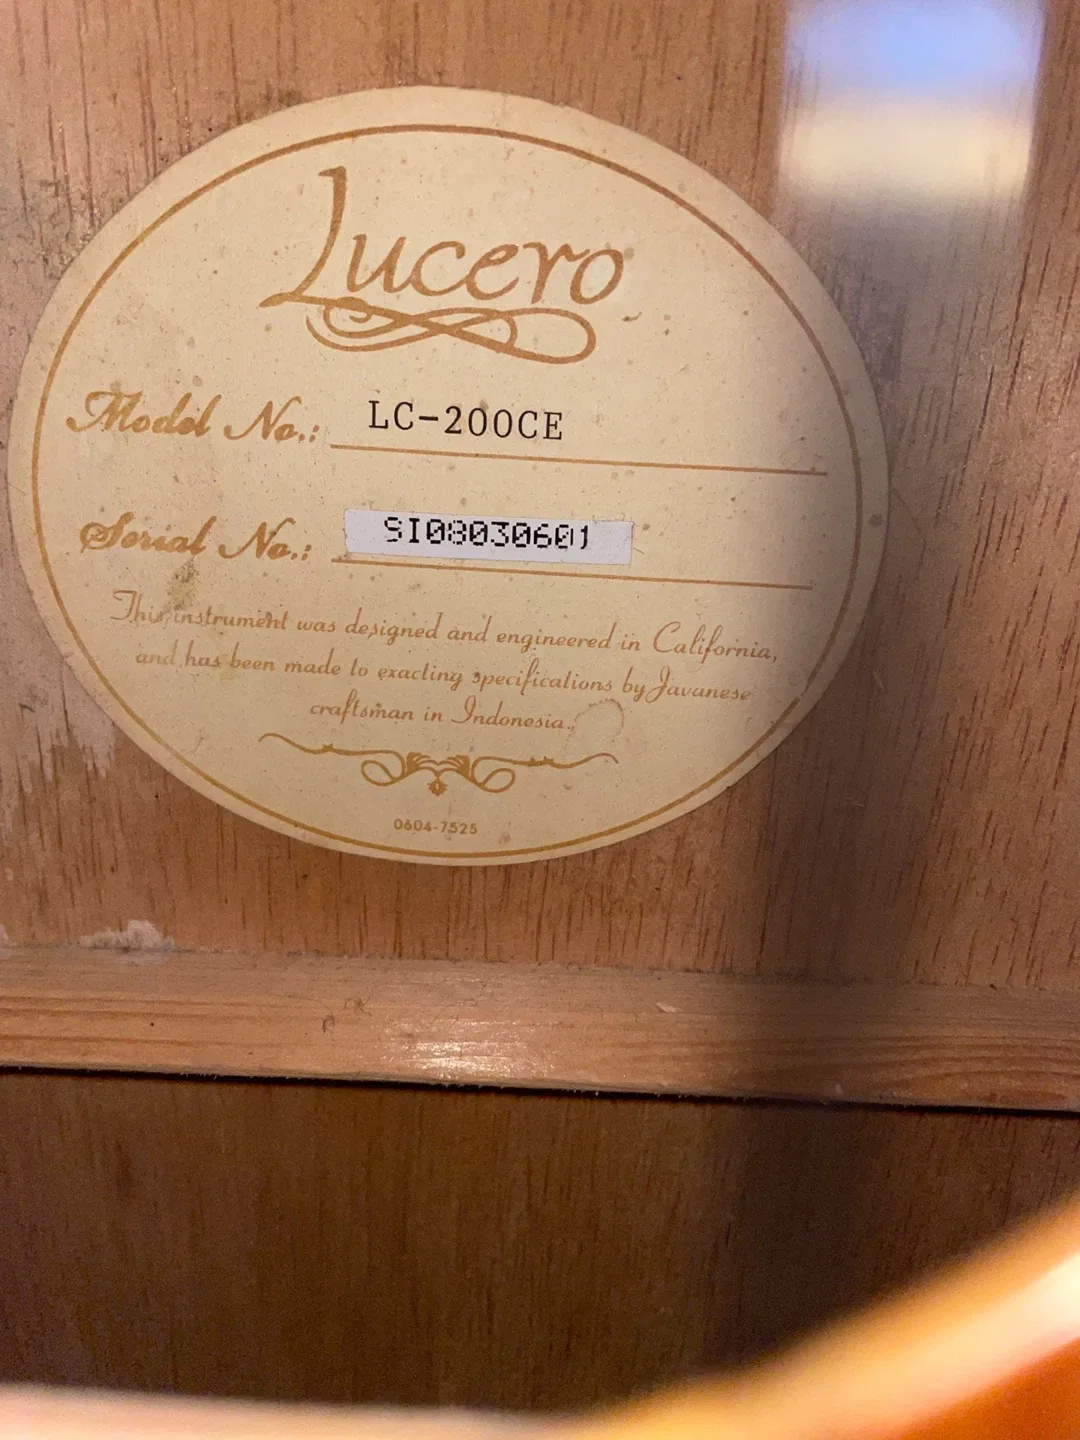 Lucero
Model No.: LC-200CE
Serial No.: SI08030601
This instrument was designed and engineered in California,
and has been made to exacting specifications by Javanese
craftsman in Indonesia.
0604-7525